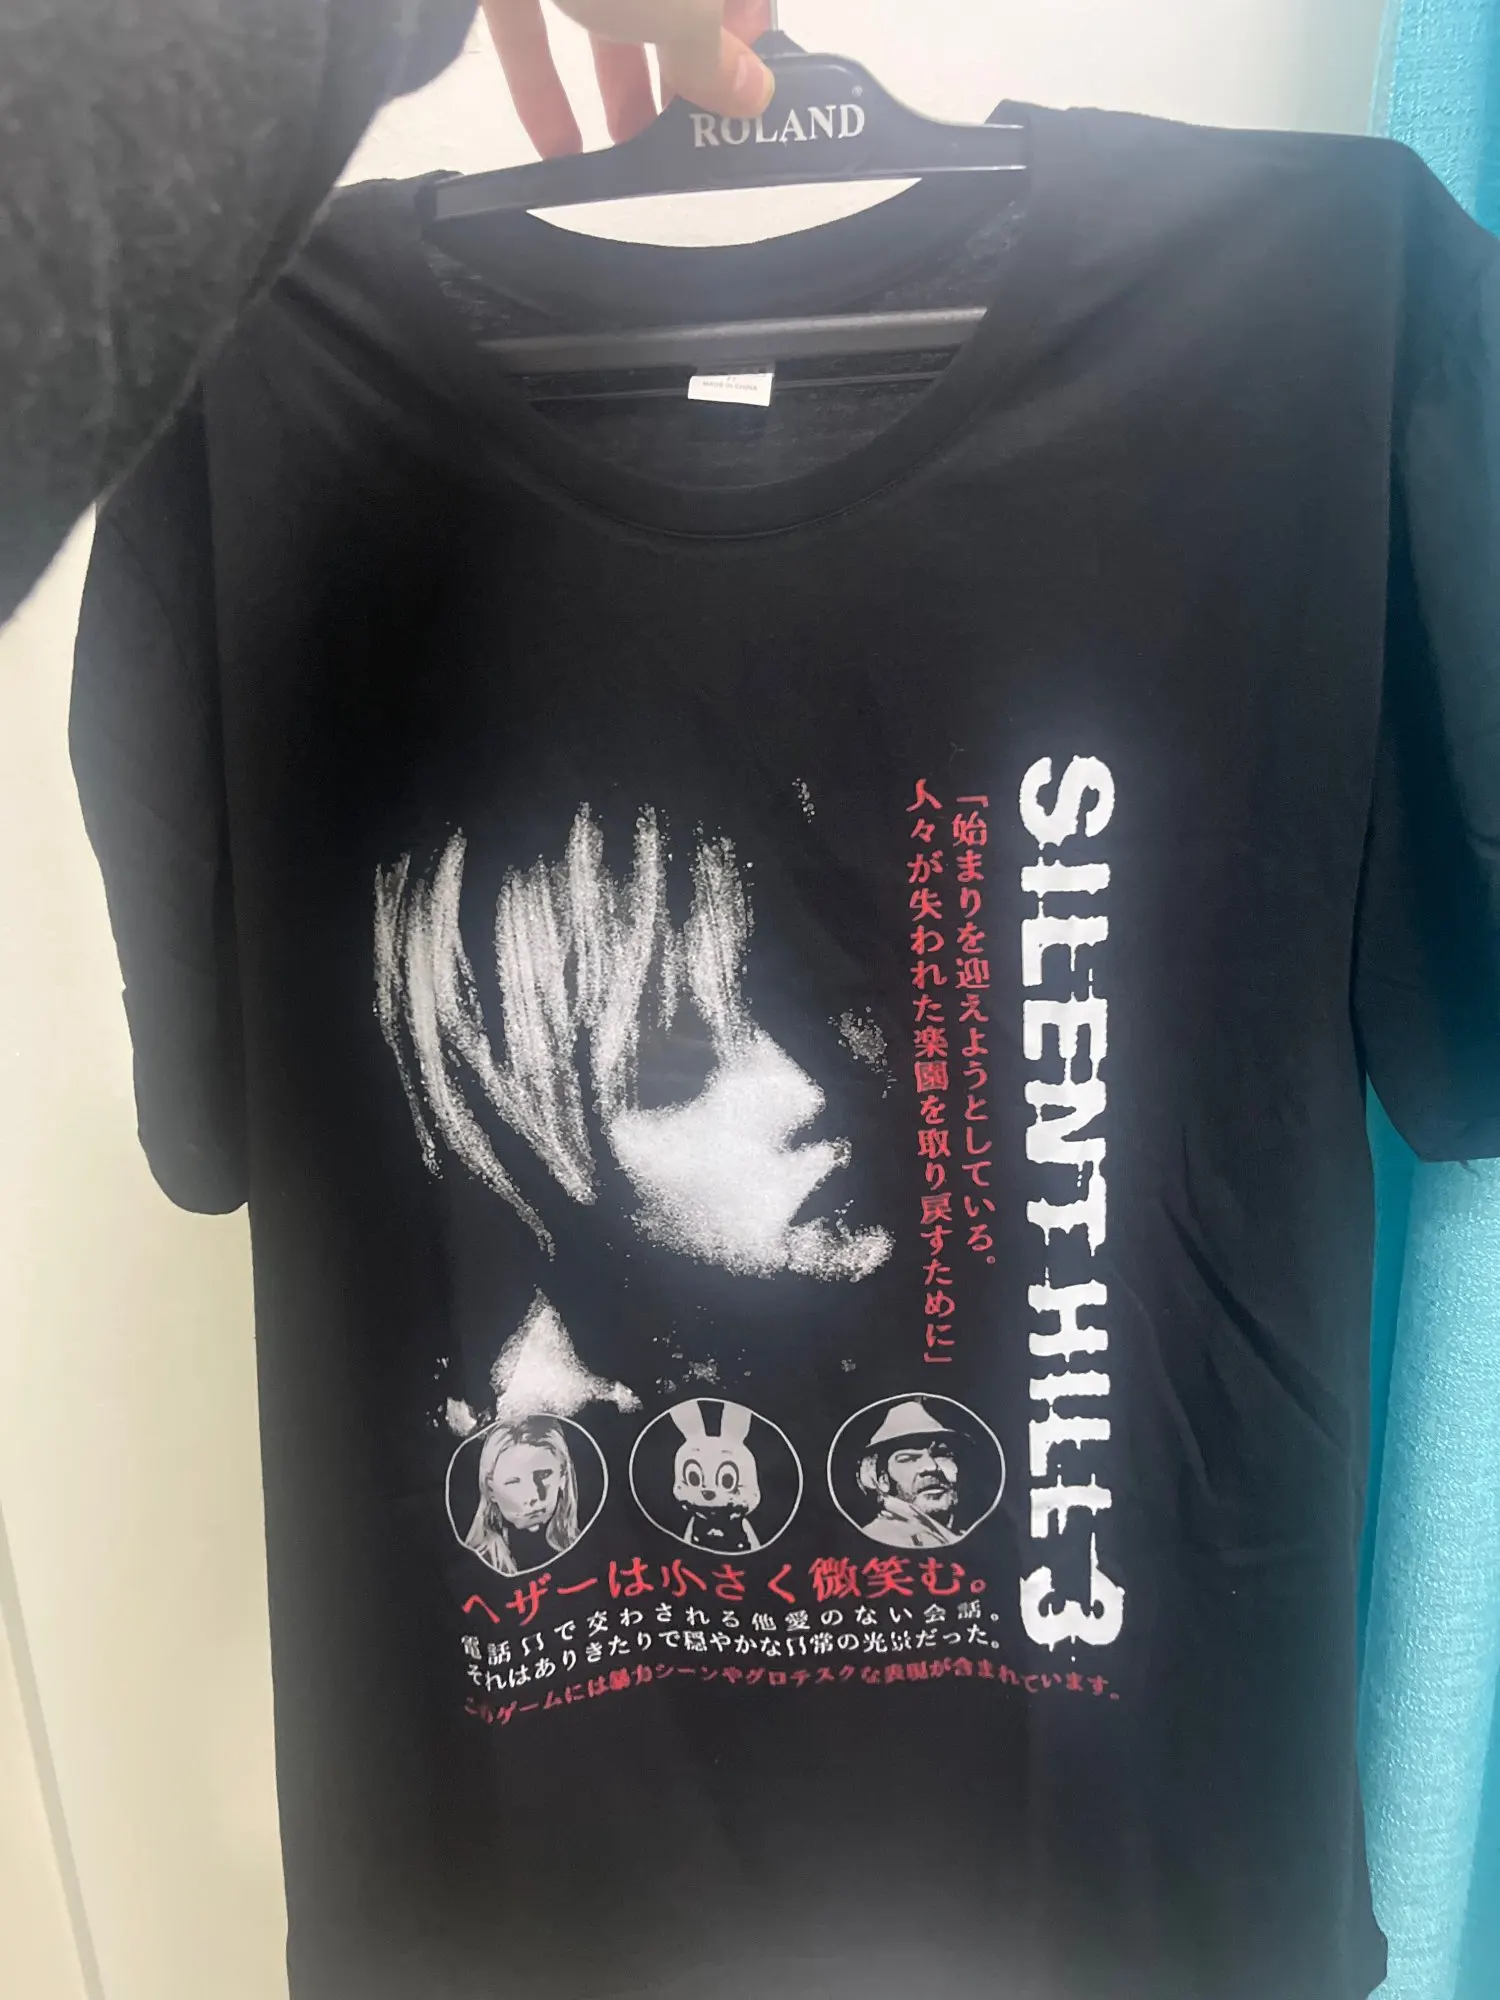 ROLAND
MADE IN CHINA
SILENT HILL 3
「始まりを迎えようとしている。
人々が失われた楽園を取り戻すために」
ヘザーは小さく微笑む。
電話口で交わされる他愛のない会話。
それはありきたりで穏やかな日常の光景だった。
このゲームには暴力シーンやグロテスクな表現が含まれています。